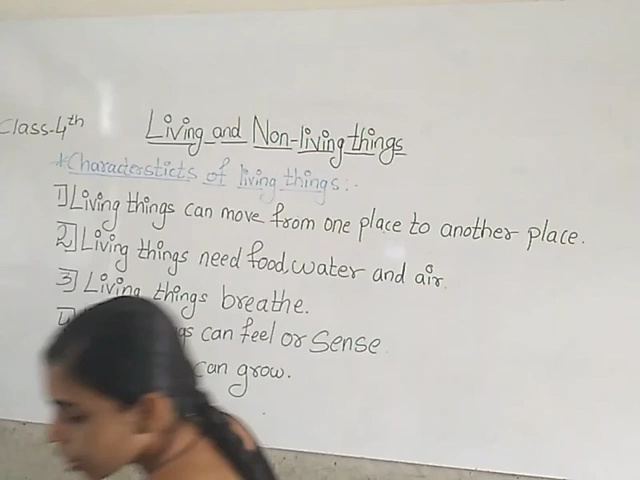 Class-4th
Living and Non-living things
*Charactersticts of living things:-
1] Living things can move from one place to another place.
2] Living things need food, water and air.
3] Living things breathe.
can feel or Sense
can grow.